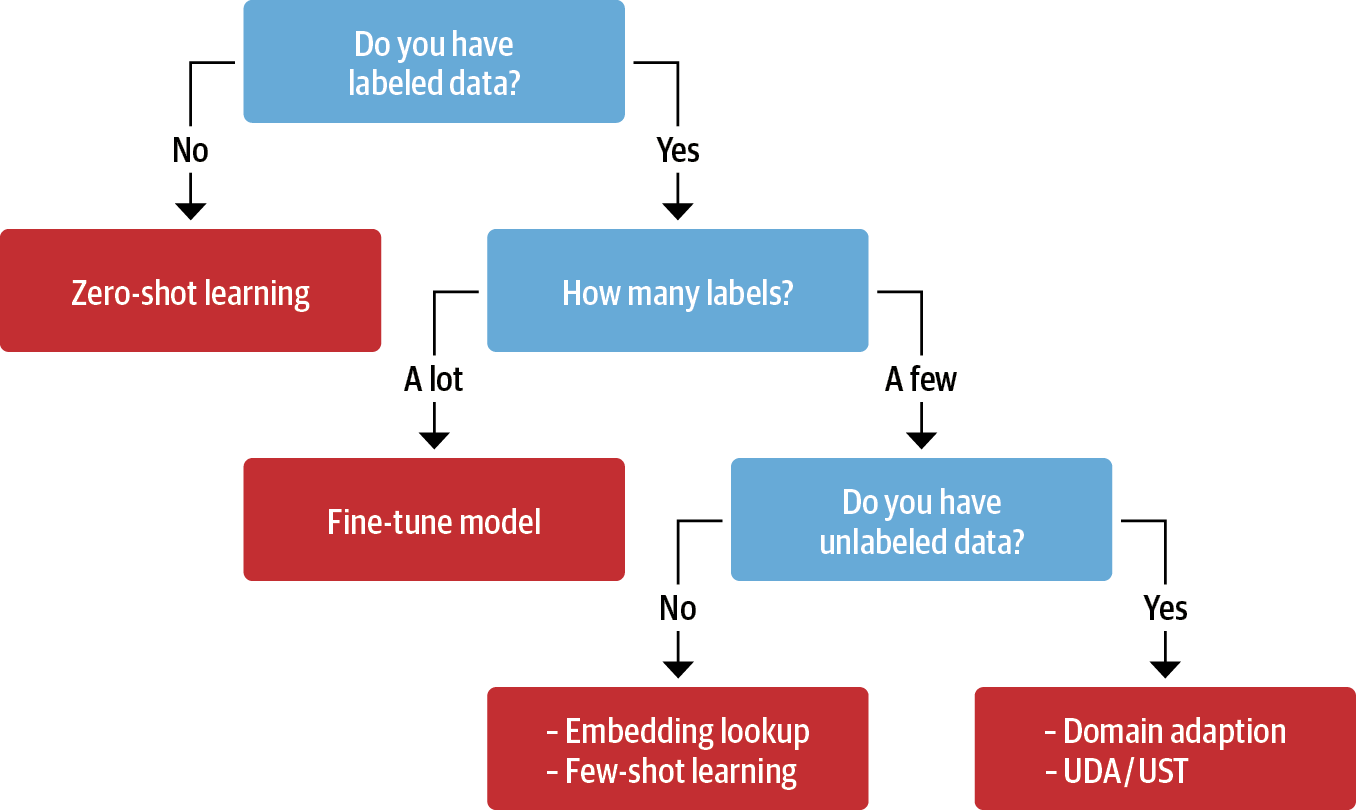 Do you have
labeled data?
No
Yes
Zero-shot learning
How many labels?
A lot
A few
Fine-tune model
Do you have
unlabeled data?
No
Yes
– Embedding lookup
– Few-shot learning
– Domain adaption
– UDA / UST